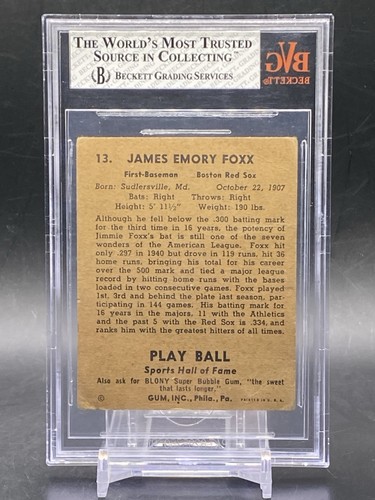 THE WORLD'S MOST TRUSTED
SOURCE IN COLLECTING™
B BECKETT GRADING SERVICES
BVG
BECKETT
13. JAMES EMORY FOXX
First-Baseman Boston Red Sox
Born: Sudlersville, Md. October 22, 1907
Bats: Right Throws: Right
Height: 5' 11½" Weight: 190 lbs.
Although he fell below the .300 batting mark
for the third time in 16 years, the potency of
Jimmie Foxx's bat is still one of the seven
wonders of the American League. Foxx hit
only .297 in 1940 but drove in 119 runs, hit 36
home runs, bringing his total for his career
over the 500 mark and tied a major league
record by hitting home runs with the bases
loaded in two consecutive games. Foxx played
1st, 3rd and behind the plate last season, par-
ticipating in 144 games. His batting mark for
16 years in the majors, 11 with the Athletics
and the past 5 with the Red Sox is .334, and
ranks him with the greatest hitters of all times.
PLAY BALL
Sports Hall of Fame
Also ask for BLONY Super Bubble Gum, "the sweet
that lasts longer."
© GUM, INC., Phila., Pa. PRINTED IN U.S.A.